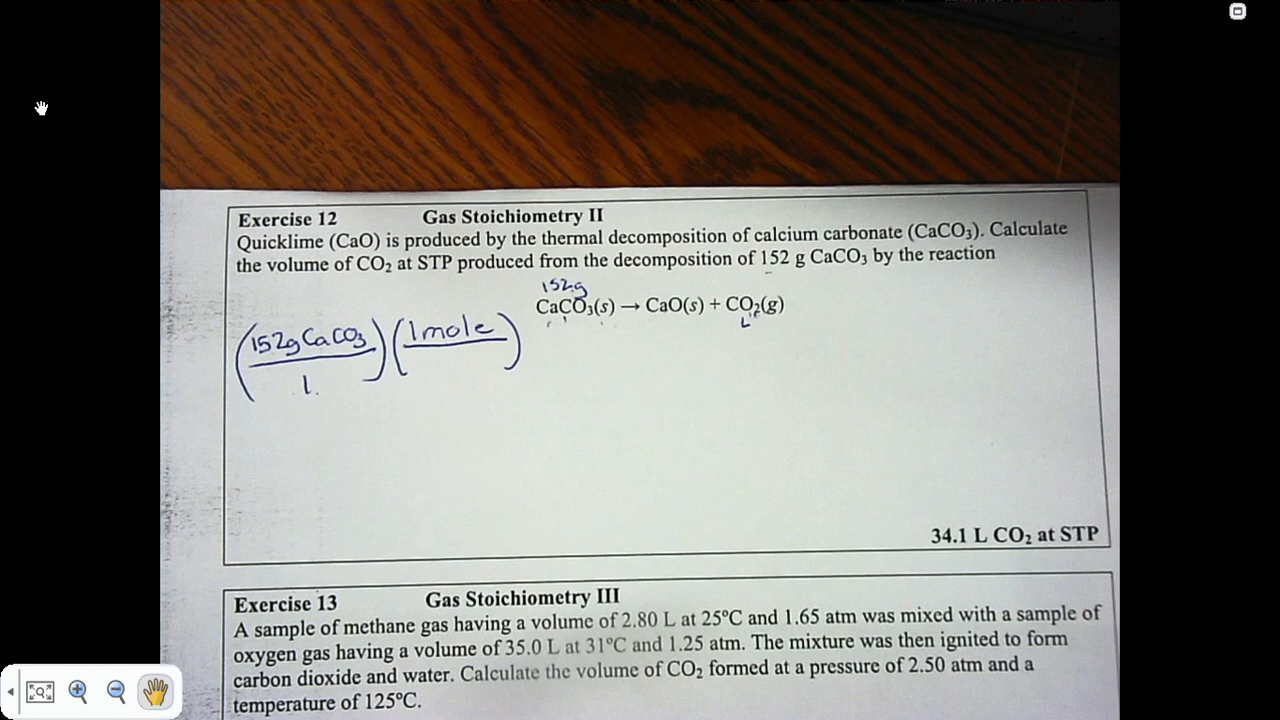 Exercise 12 Gas Stoichiometry II
Quicklime (CaO) is produced by the thermal decomposition of calcium carbonate (CaCO₃). Calculate
the volume of CO₂ at STP produced from the decomposition of 152 g CaCO₃ by the reaction
152g
CaCO₃(s) → CaO(s) + CO₂(g)
L
(152g CaCO₃ / 1) (1mole / )
34.1 L CO₂ at STP
Exercise 13 Gas Stoichiometry III
A sample of methane gas having a volume of 2.80 L at 25ºC and 1.65 atm was mixed with a sample of
oxygen gas having a volume of 35.0 L at 31ºC and 1.25 atm. The mixture was then ignited to form
carbon dioxide and water. Calculate the volume of CO₂ formed at a pressure of 2.50 atm and a
temperature of 125ºC.